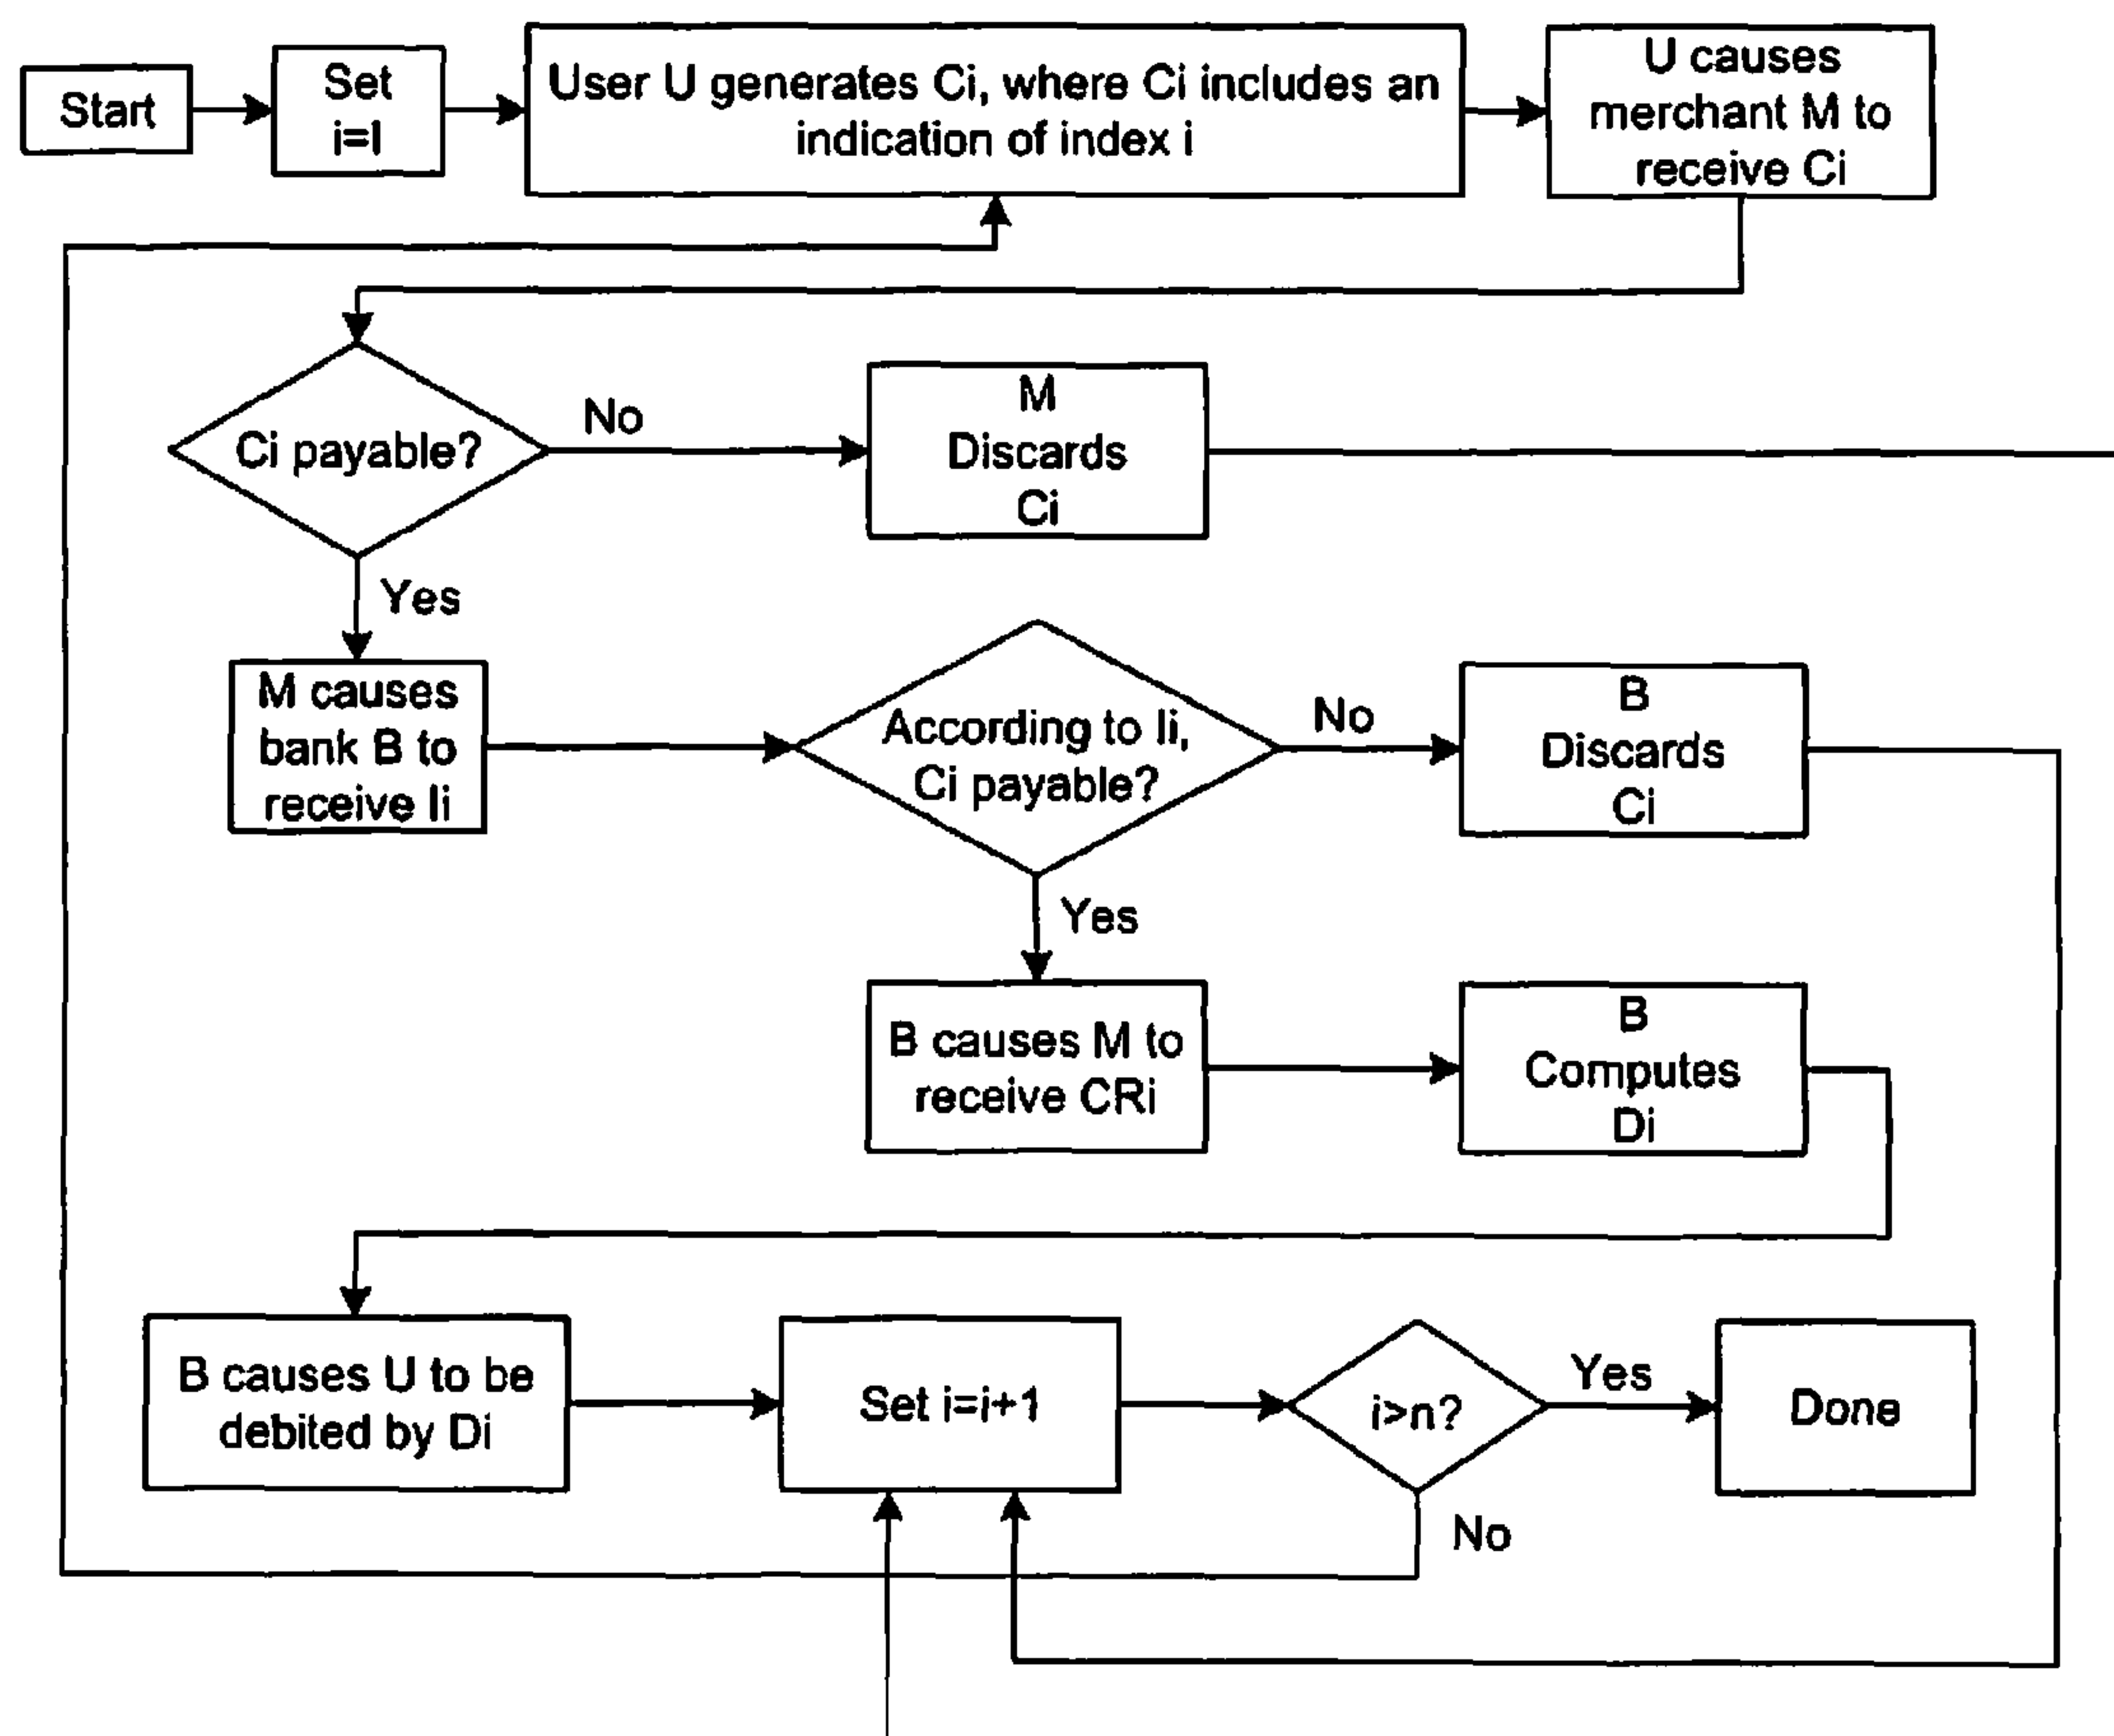 Start
Set
i=I
User U generates Ci, where Ci includes an
indication of index i
U causes
merchant M to
receive Ci
Ci payable?
No
M
Discards
Ci
Yes
M causes
bank B to
receive Ii
According to Ii,
Ci payable?
No
B
Discards
Ci
Yes
B causes M to
receive CRi
B
Computes
Di
B causes U to be
debited by Di
Set i=i+1
i>n?
Yes
Done
No